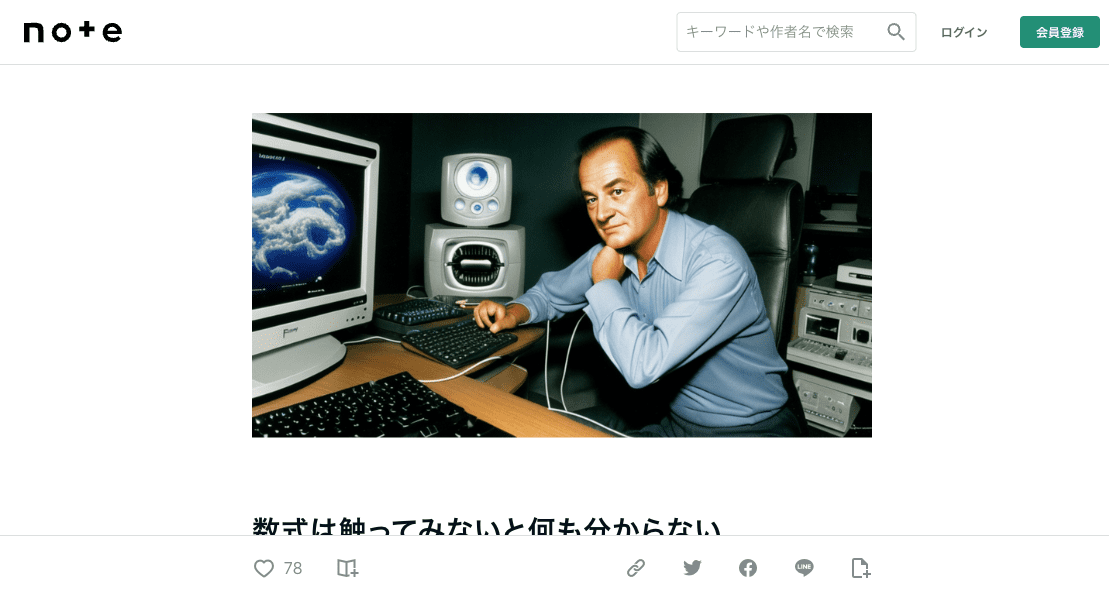 note
キーワードや作者名で検索
ログイン
会員登録
数式は触ってみないと何も分からない
78
LINE